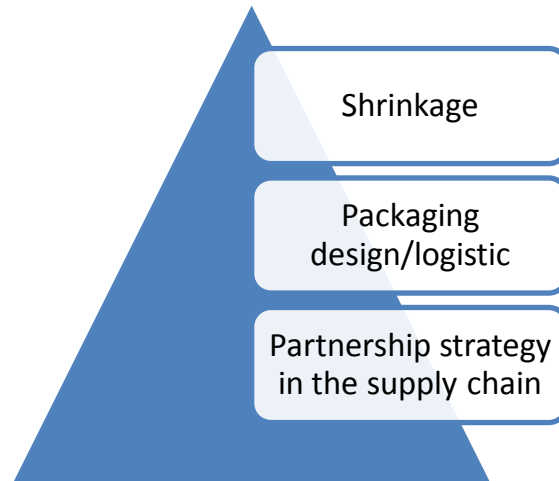 Shrinkage
Packaging
design/logistic
Partnership strategy
in the supply chain